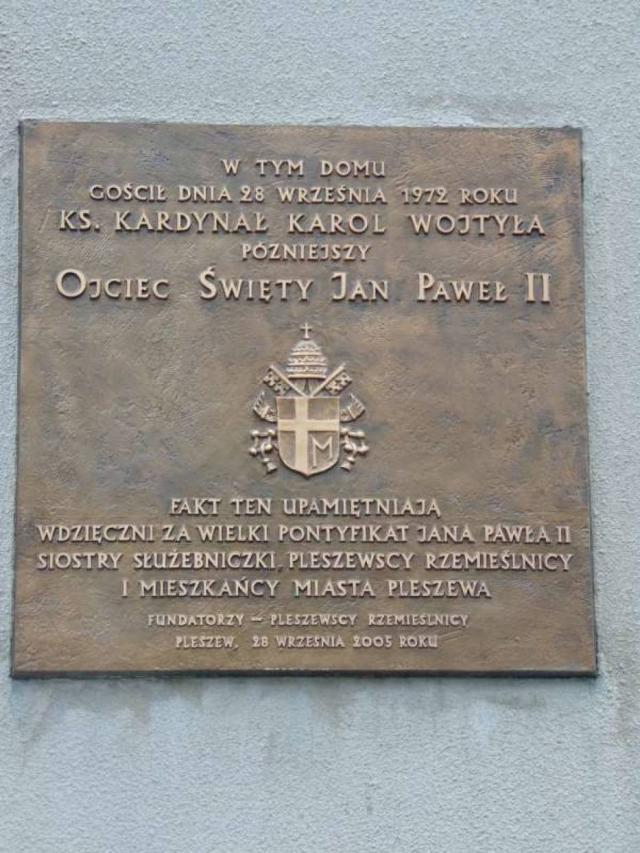 W TYM DOMU
GOŚCIŁ DNIA 28 WRZEŚNIA 1972 ROKU
KS. KARDYNAŁ KAROL WOJTYŁA
PÓŹNIEJSZY
OJCIEC ŚWIĘTY JAN PAWEŁ II
M
FAKT TEN UPAMIĘTNIAJĄ
WDZIĘCZNI ZA WIELKI PONTYFIKAT JANA PAWŁA II
SIOSTRY SŁUŻEBNICZKI, PLESZEWSCY RZEMIEŚLNICY
I MIESZKAŃCY MIASTA PLESZEWA
FUNDATORZY – PLESZEWSCY RZEMIEŚLNICY
PLESZEW, 28 WRZEŚNIA 2005 ROKU